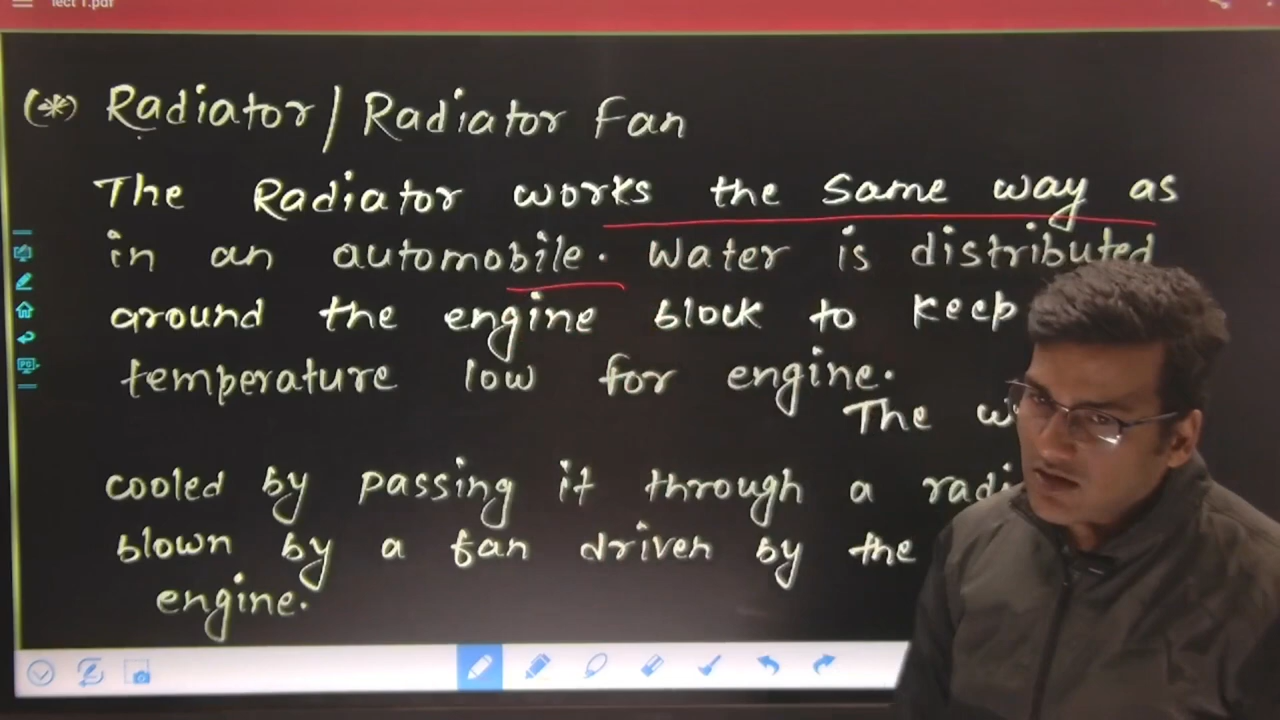 lect 1.pdf
(*) Radiator/Radiator Fan
The Radiator works the same way as
in an automobile. Water is distributed
around the engine block to keep
temperature low for engine.
The
cooled by passing it through a
blown by a fan driven by the
engine.